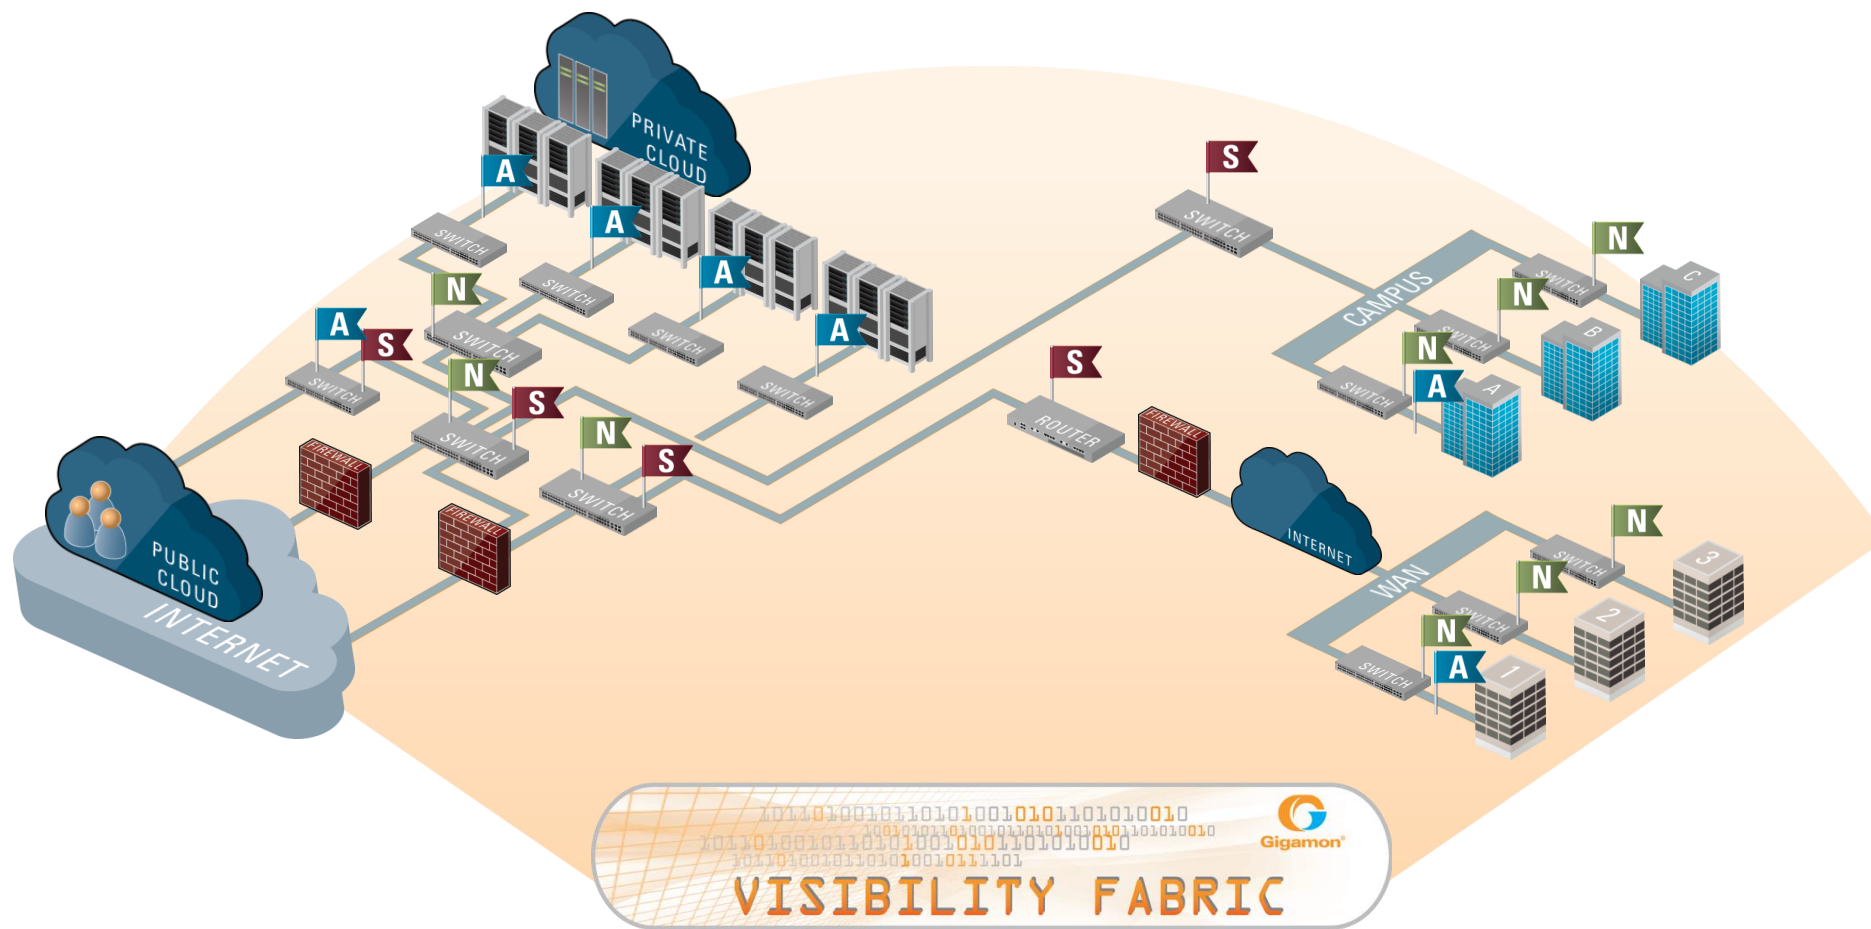 PRIVATE
CLOUD
A
SWITCH
A
SWITCH
A
SWITCH
A
SWITCH
N
SWITCH
A
S
SWITCH
N
S
SWITCH
N
S
SWITCH
FIREWALL
FIREWALL
PUBLIC
CLOUD
INTERNET
S
SWITCH
S
ROUTER
FIREWALL
INTERNET
CAMPUS
N
SWITCH
C
N
SWITCH
B
N
SWITCH
A
A
WAN
N
SWITCH
3
N
SWITCH
2
N
SWITCH
A
1
1011010010110101001010110101010010
Gigamon®
VISIBILITY FABRIC